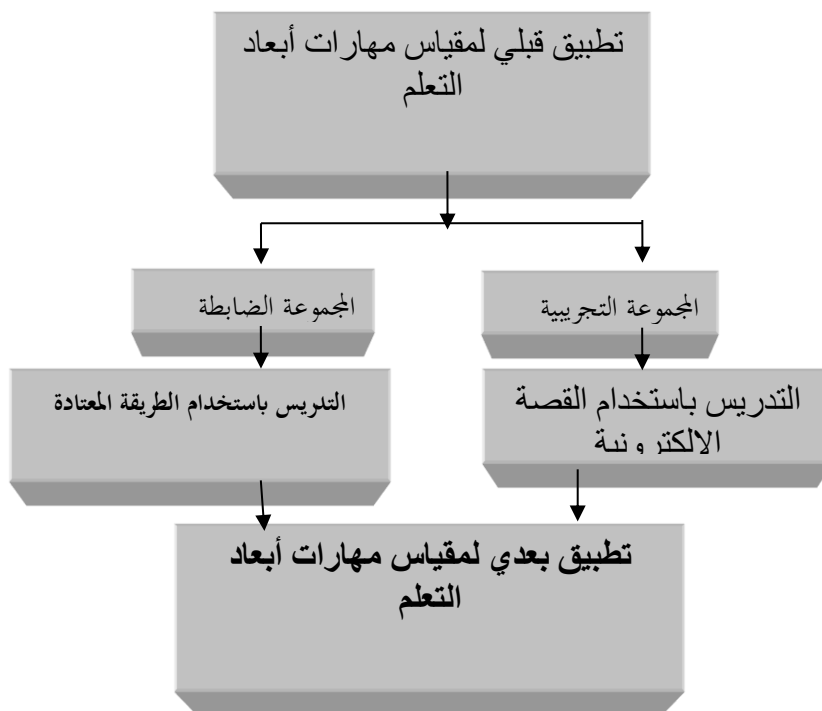 تطبيق قبلي لمقياس مهارات أبعاد
التعلم
المجموعة التجريبية
المجموعة الضابطة
التدريس باستخدام القصة
الالكترونية
التدريس باستخدام الطريقة المعتادة
تطبيق بعدي لمقياس مهارات أبعاد
التعلم